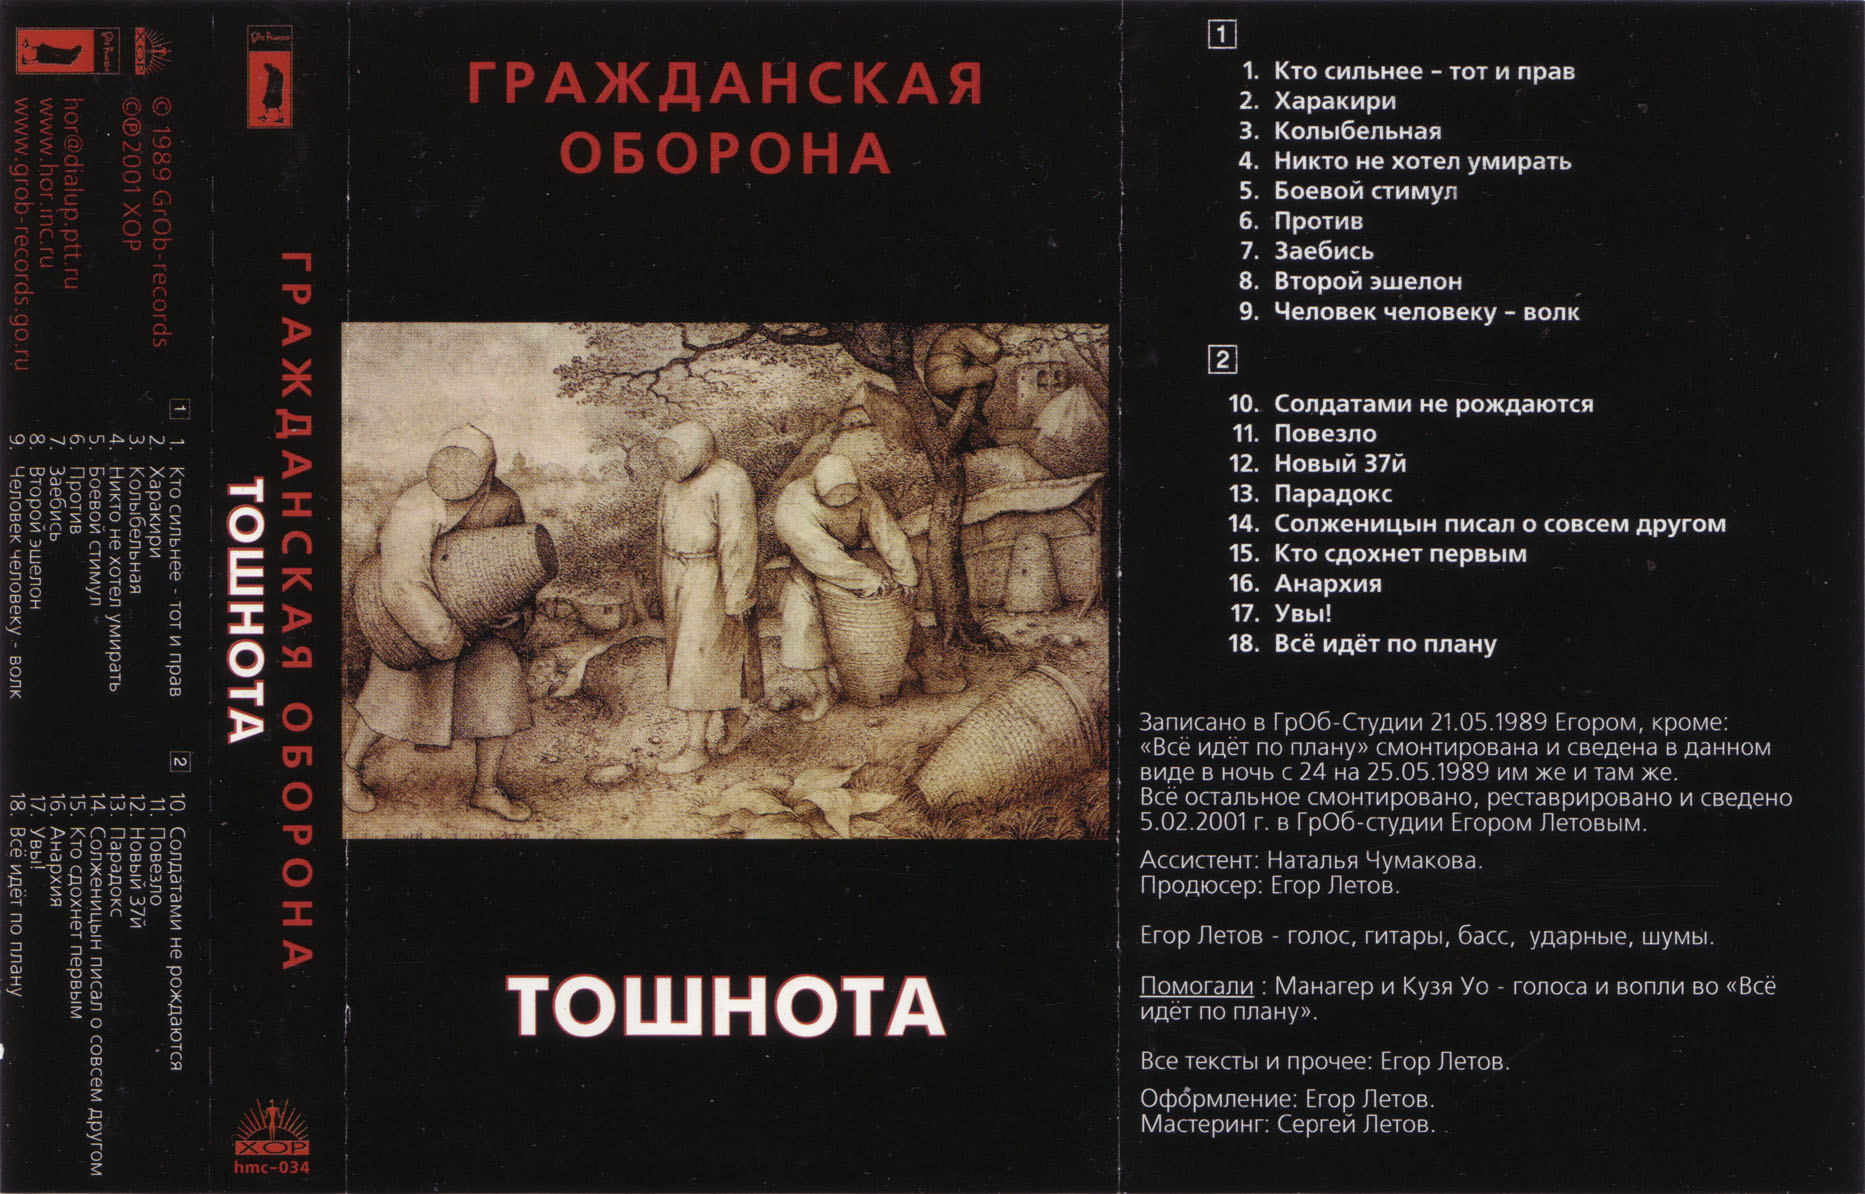 © 1989 GrOb-records
©℗2001 ХОР
hor@dialup.ptt.ru
www.hor.inc.ru
www.grob-records.go.ru
1
1. Кто сильнее - тот и прав
2. Харакири
3. Колыбельная
4. Никто не хотел умирать
5. Боевой стимул
6. Против
7. Заебись
8. Второй эшелон
9. Человек человеку - волк
2
10. Солдатами не рождаются
11. Повезло
12. Новый 37й
13. Парадокс
14. Солженицын писал о совсем другом
15. Кто сдохнет первым
16. Анархия
17. Увы!
18. Всё идёт по плану
ХОР
ГРАЖДАНСКАЯ ОБОРОНА
ТОШНОТА
ХОР
hmc-034
ГРАЖДАНСКАЯ
ОБОРОНА
ТОШНОТА
1
1. Кто сильнее – тот и прав
2. Харакири
3. Колыбельная
4. Никто не хотел умирать
5. Боевой стимул
6. Против
7. Заебись
8. Второй эшелон
9. Человек человеку – волк
2
10. Солдатами не рождаются
11. Повезло
12. Новый 37й
13. Парадокс
14. Солженицын писал о совсем другом
15. Кто сдохнет первым
16. Анархия
17. Увы!
18. Всё идёт по плану
Записано в ГрОб-Студии 21.05.1989 Егором, кроме:
«Всё идёт по плану» смонтирована и сведена в данном
виде в ночь с 24 на 25.05.1989 им же и там же.
Всё остальное смонтировано, реставрировано и сведено
5.02.2001 г. в ГрОб-студии Егором Летовым.
Ассистент: Наталья Чумакова.
Продюсер: Егор Летов.
Егор Летов - голос, гитары, басс, ударные, шумы.
Помогали : Манагер и Кузя Уо - голоса и вопли во «Всё
идёт по плану».
Все тексты и прочее: Егор Летов.
Оформление: Егор Летов.
Мастеринг: Сергей Летов.